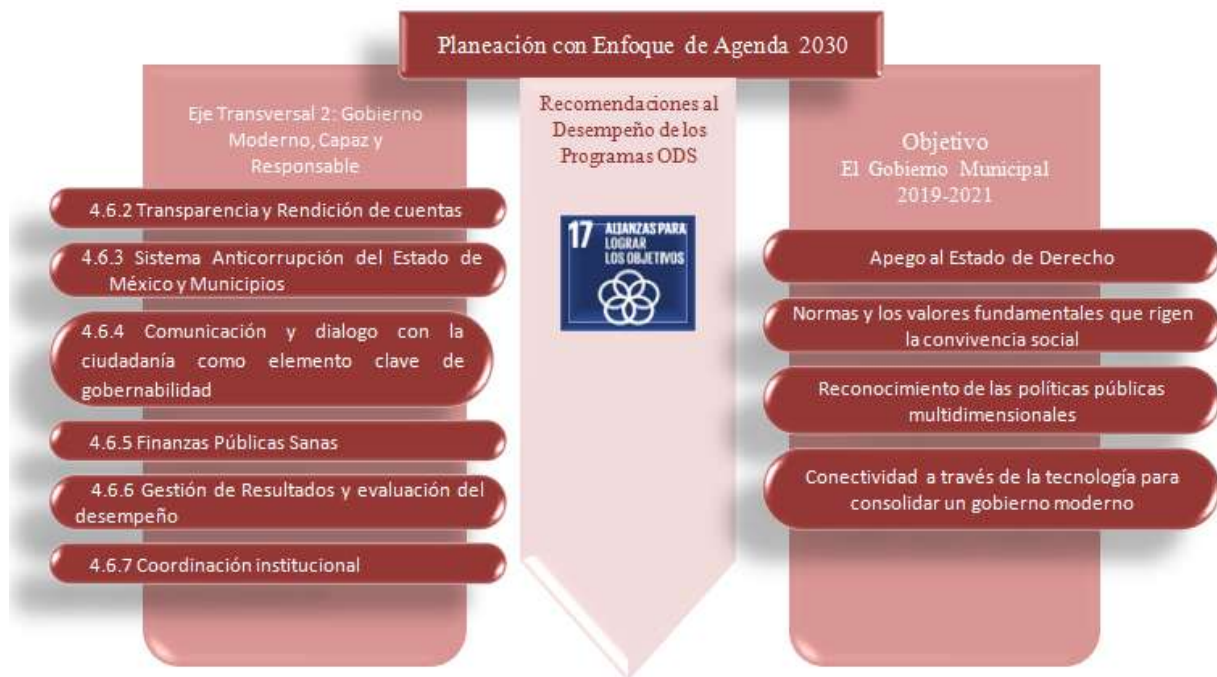 Planeación con Enfoque de Agenda 2030
Eje Transversal 2: Gobierno
Moderno, Capaz y
Responsable
4.6.2 Transparencia y Rendición de cuentas
4.6.3 Sistema Anticorrupción del Estado de
México y Municipios
4.6.4 Comunicación y dialogo con la
ciudadanía como elemento clave de
gobernabilidad
4.6.5 Finanzas Públicas Sanas
4.6.6 Gestión de Resultados y evaluación del
desempeño
4.6.7 Coordinación institucional
Recomendaciones al
Desempeño de los
Programas ODS
17 ALIANZAS PARA
LOGRAR
LOS OBJETIVOS
Objetivo
El Gobierno Municipal
2019-2021
Apego al Estado de Derecho
Normas y los valores fundamentales que rigen
la convivencia social
Reconocimiento de las políticas públicas
multidimensionales
Conectividad a través de la tecnología para
consolidar un gobierno moderno